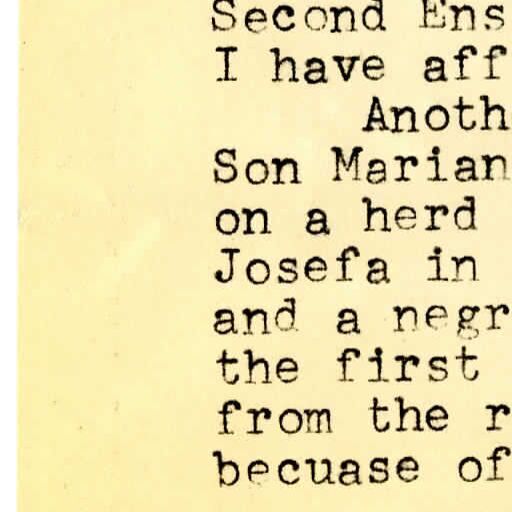 Second Ens
I have aff
Anoth
Son Marian
on a herd
Josefa in
and a negr
the first
from the r
becuase of